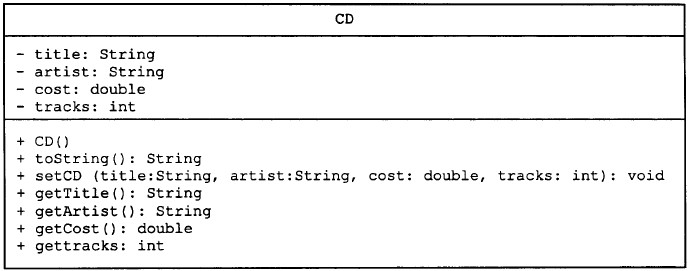 CD
- title: String
- artist: String
- cost: double
- tracks: int
+ CD()
+ toString(): String
+ setCD (title:String, artist:String, cost: double, tracks: int): void
+ getTitle(): String
+ getArtist(): String
+ getCost(): double
+ gettracks: int